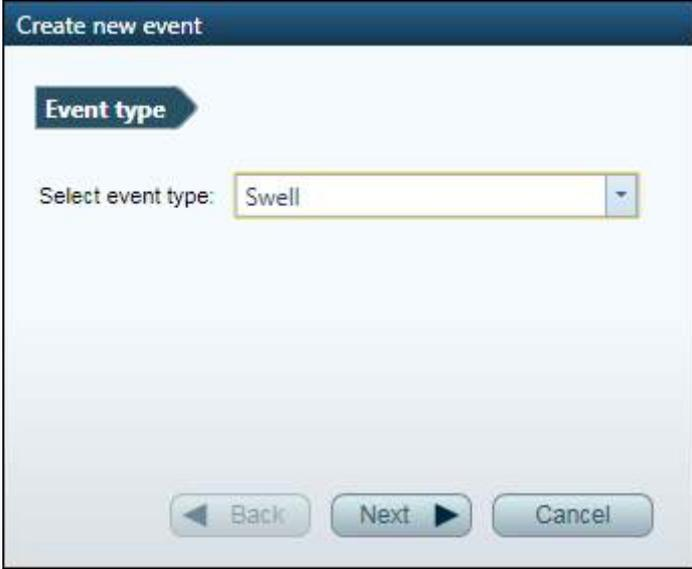 Create new event
Event type
Select event type: Swell
Back Next Cancel